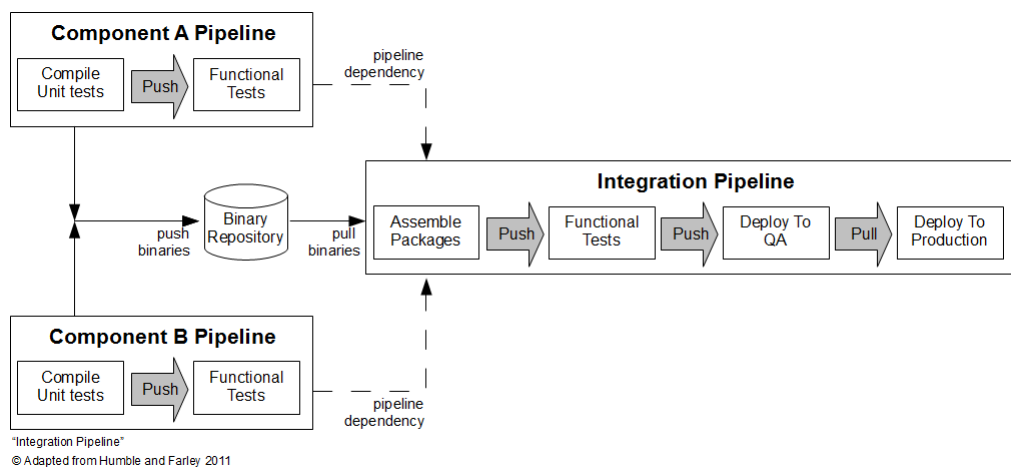 Component A Pipeline
Compile
Unit tests
Push
Functional
Tests
pipeline
dependency
push
binaries
Binary
Repository
pull
binaries
Integration Pipeline
Assemble
Packages
Push
Functional
Tests
Push
Deploy To
QA
Pull
Deploy To
Production
Component B Pipeline
Compile
Unit tests
Push
Functional
Tests
pipeline
dependency
“Integration Pipeline”
© Adapted from Humble and Farley 2011